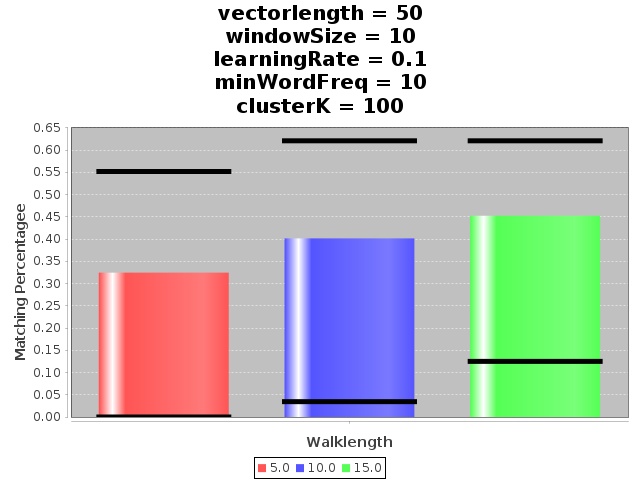 vectorlength = 50
windowSize = 10
learningRate = 0.1
minWordFreq = 10
clusterK = 100
0.65
0.60
0.55
0.50
0.45
0.40
0.35
0.30
0.25
0.20
0.15
0.10
0.05
0.00
Matching Percentagee
Walklength
5.0 10.0 15.0